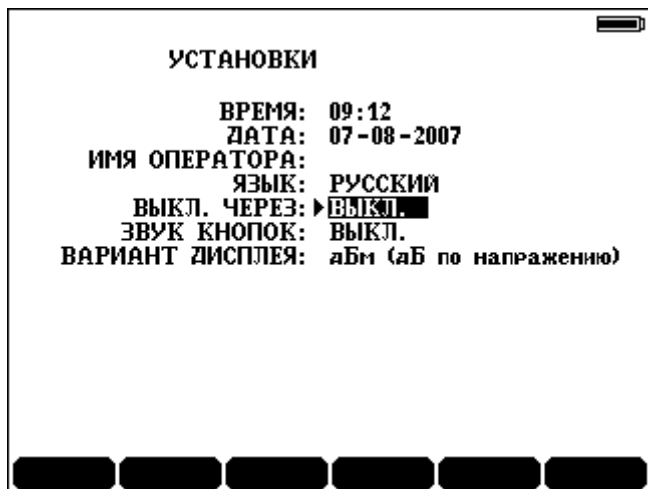 УСТАНОВКИ
ВРЕМЯ: 09:12
ДАТА: 07-08-2007
ИМЯ ОПЕРАТОРА:
ЯЗЫК: РУССКИЙ
ВЫКЛ. ЧЕРЕЗ: ВЫКЛ.
ЗВУК КНОПОК: ВЫКЛ.
ВАРИАНТ ДИСПЛЕЯ: дБм (дБ по напражению)